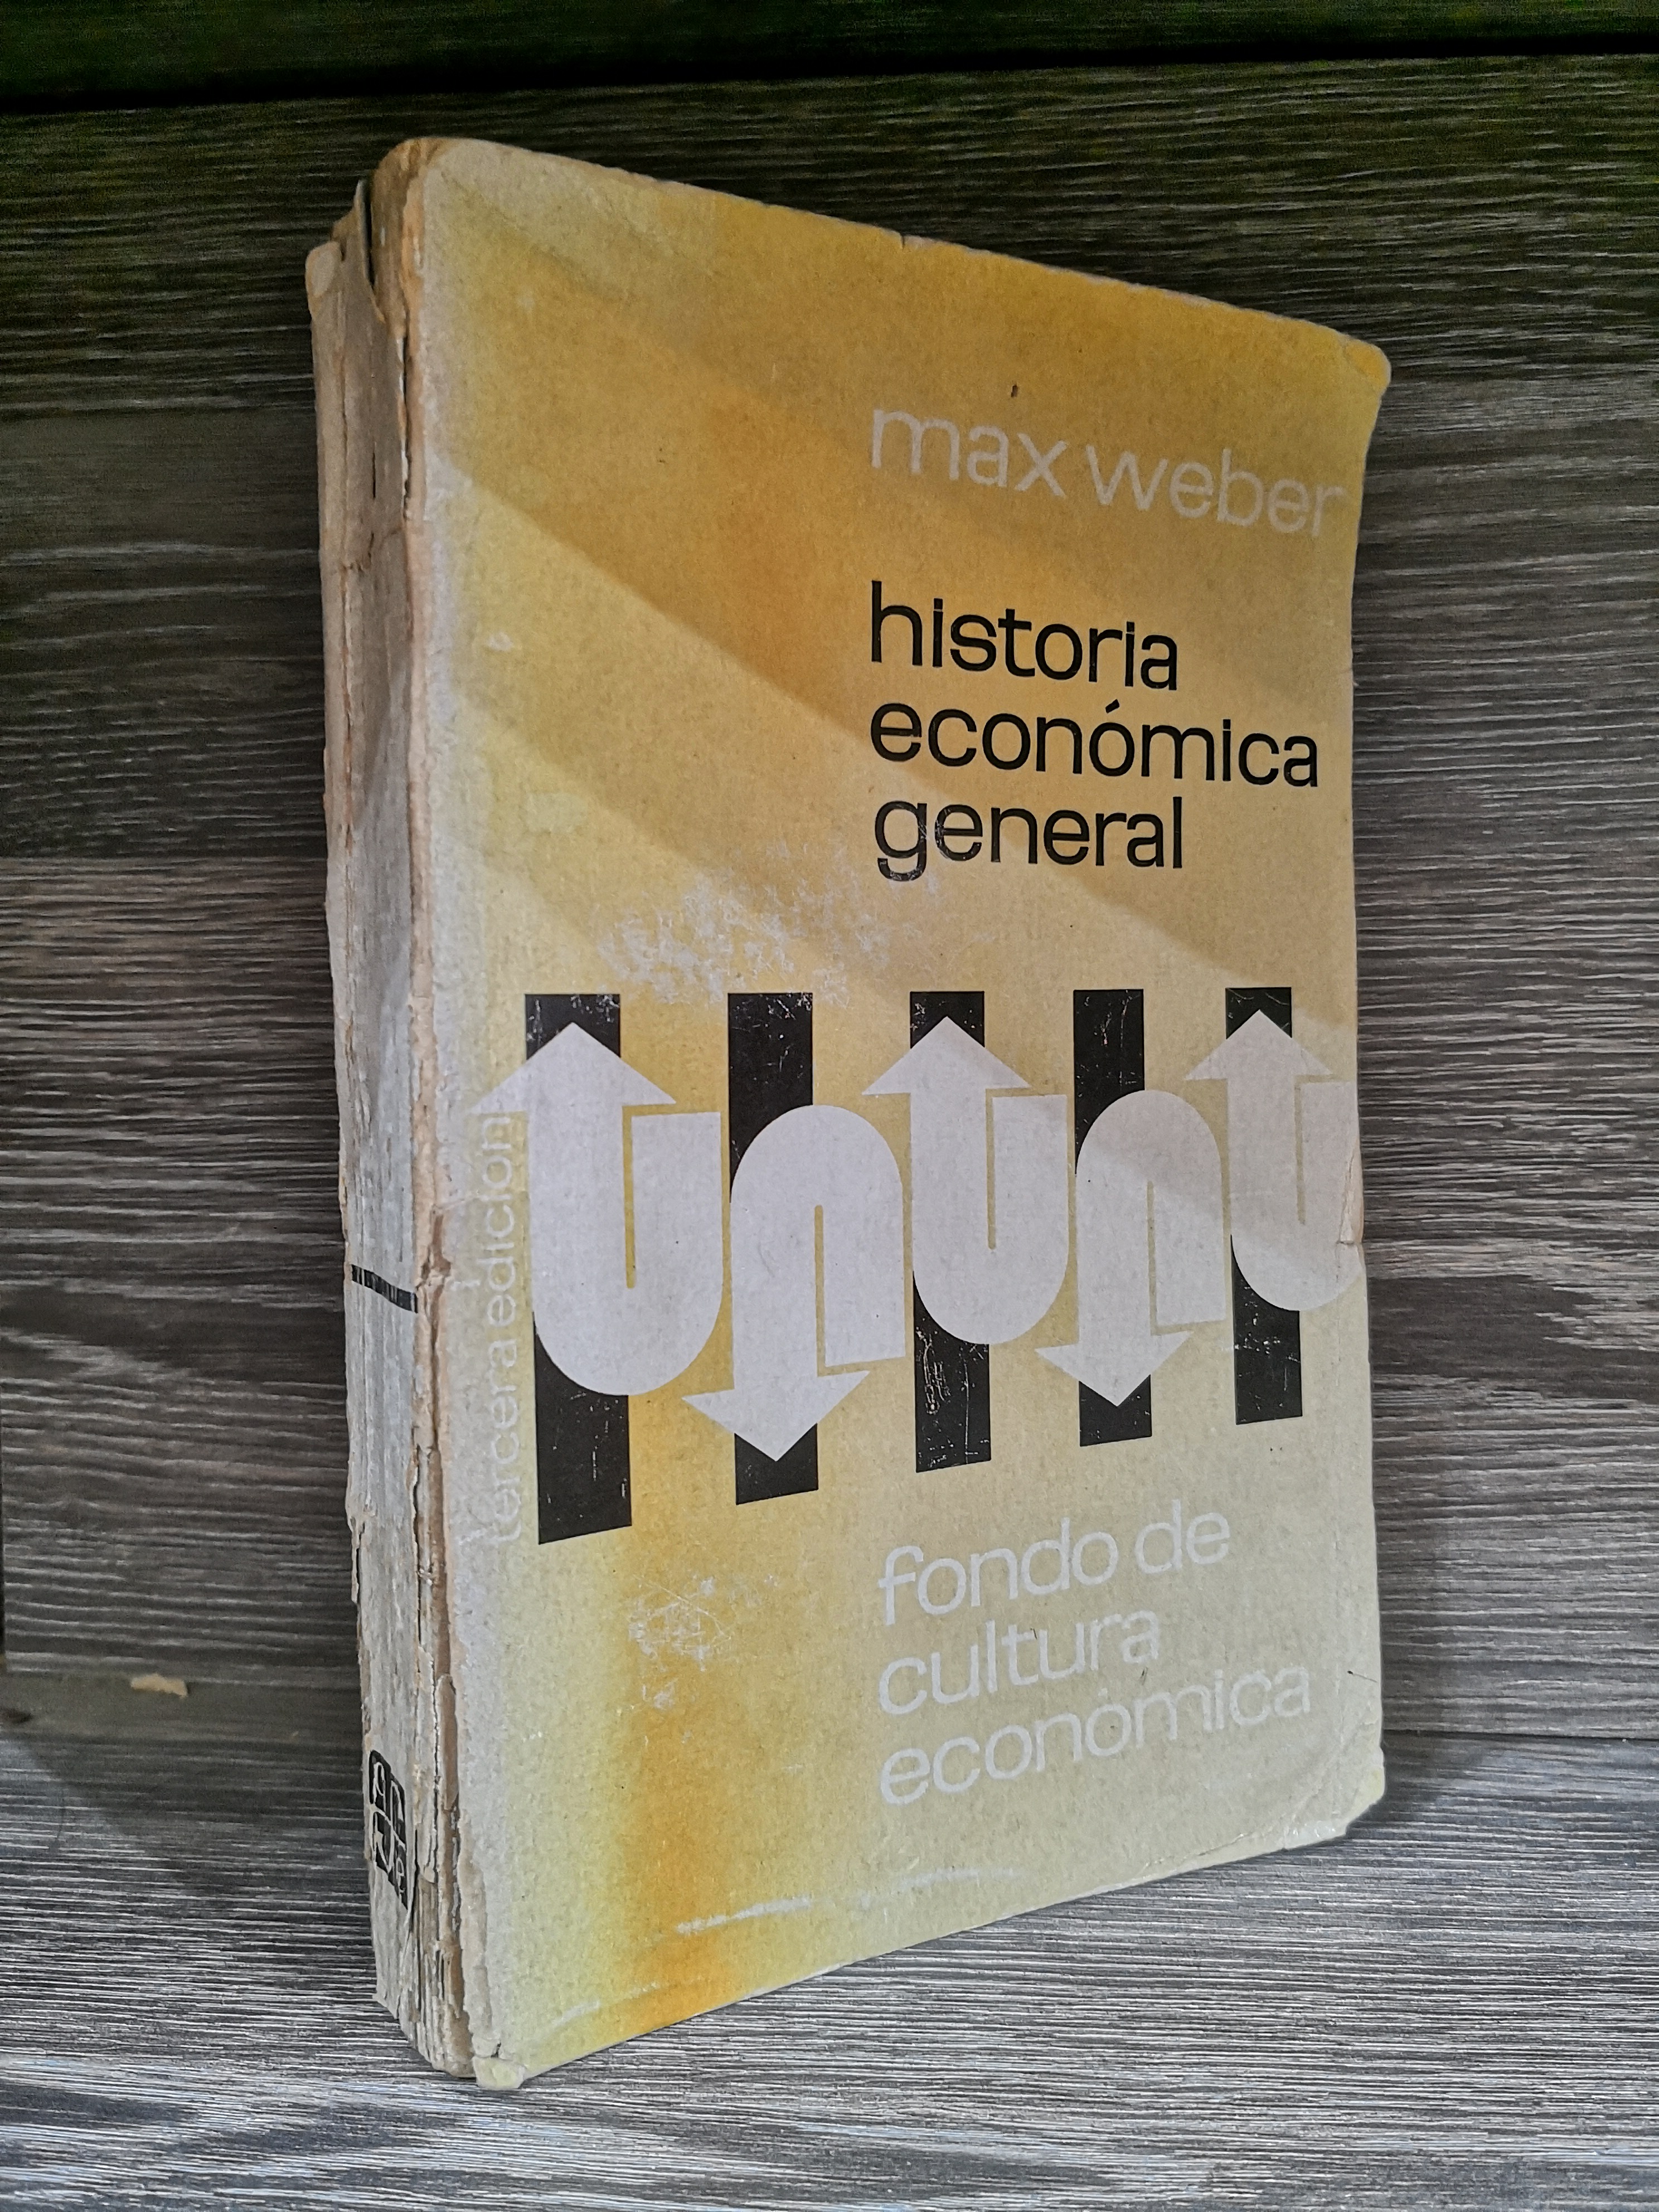 max weber
historia
económica
general
tercera edición
fondo de
cultura
económica